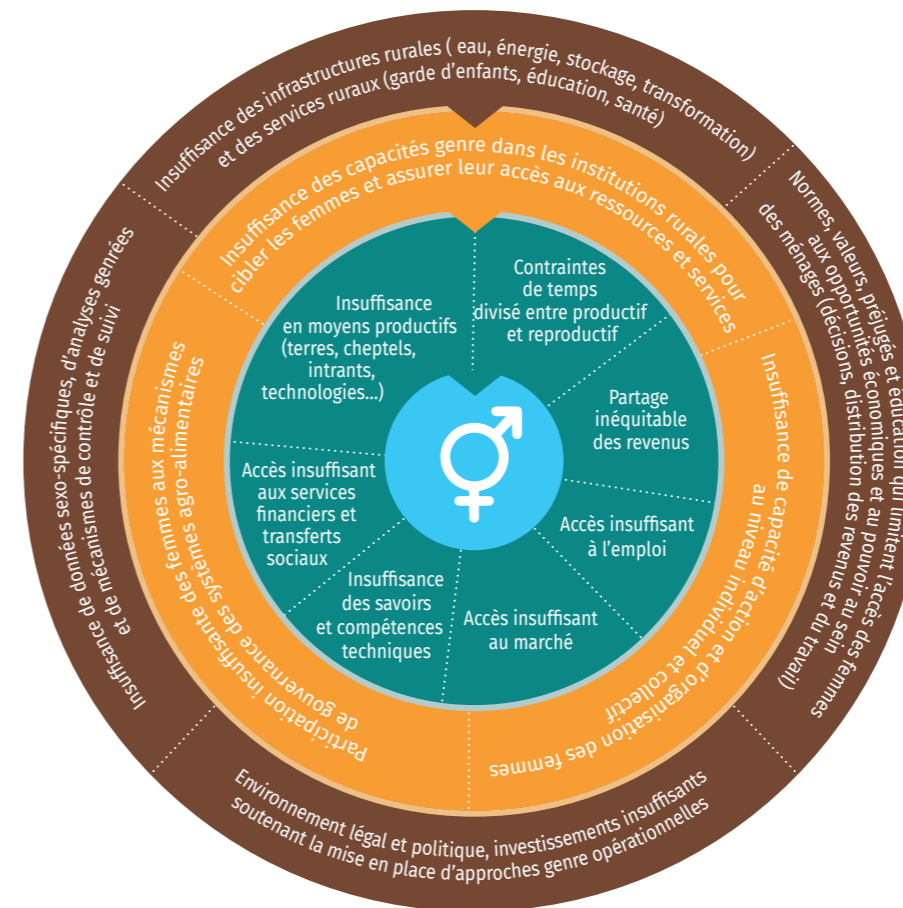 Insuffisance des infrastructures rurales ( eau, énergie, stockage, transformation)
et des services ruraux (garde d'enfants, éducation, santé)
Normes, valeurs, préjugés et éducation qui limitent l'accès des femmes
aux opportunités économiques et au pouvoir au sein
des ménages (décisions, distribution des revenus et du travail)
Environnement légal et politique, investissements insuffisants
soutenant la mise en place d'approches genre opérationnelles
Insuffisance de données sexo-spécifiques, d'analyses genrées
et de mécanismes de contrôle et de suivi
Insuffisance des capacités genre dans les institutions rurales pour
cibler les femmes et assurer leur accès aux ressources et services
Insuffisance de capacité d'action et d'organisation des femmes
au niveau individuel et collectif
Participation insuffisante des femmes aux mécanismes
de gouvernance des systèmes agro-alimentaires
Contraintes
de temps
divisé entre productif
et reproductif
Partage
inéquitable
des revenus
Accès insuffisant
à l'emploi
Accès insuffisant
au marché
Insuffisance
des savoirs
et compétences
techniques
Accès insuffisant
aux services
financiers et
transferts
sociaux
Insuffisance
en moyens productifs
(terres, cheptels,
intrants,
technologies...)